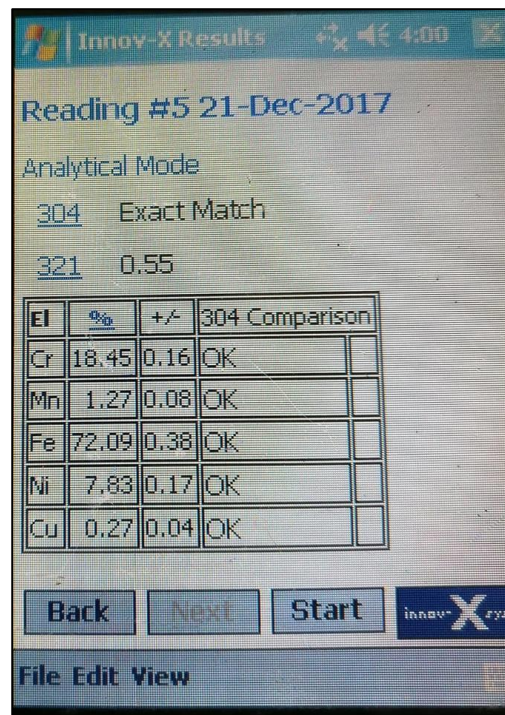 Innov-X Results 4:00
Reading #5 21-Dec-2017
Analytical Mode
304 Exact Match
321 0.55
El % +/- 304 Comparison
Cr 18.45 0.16 OK
Mn 1.27 0.08 OK
Fe 72.09 0.38 OK
Ni 7.83 0.17 OK
Cu 0.27 0.04 OK
Back Next Start innov-X sys
File Edit View